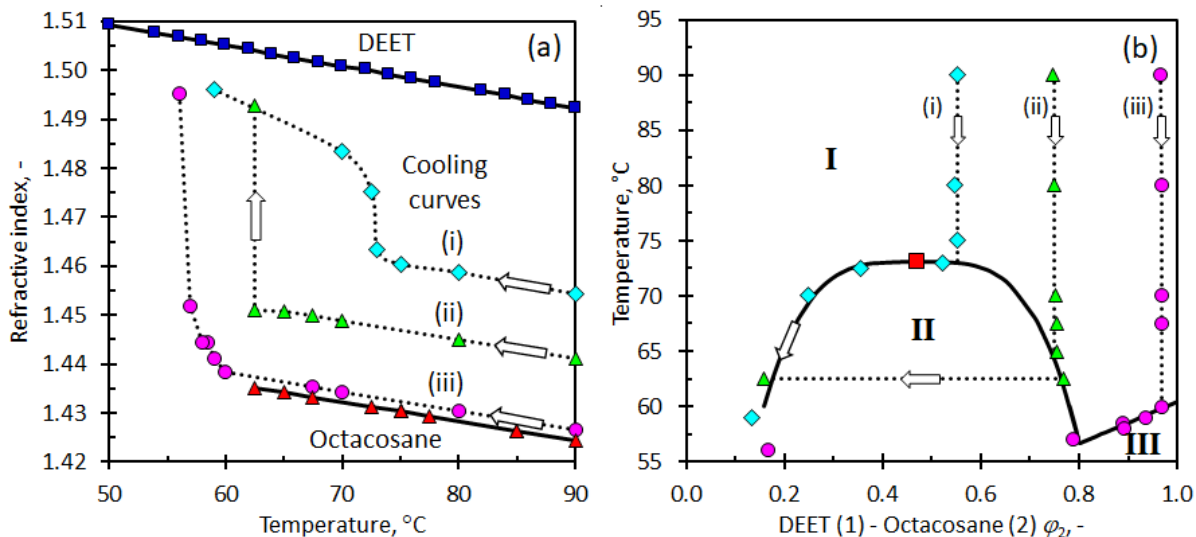 (a)
1.51
1.50
1.49
1.48
1.47
1.46
1.45
1.44
1.43
1.42
Refractive index, -
DEET
Cooling
curves
(i)
(ii)
(iii)
Octacosane
50
60
70
80
90
Temperature, °C
(b)
95
90
85
80
75
70
65
60
55
Temperature, °C
(i)
(ii)
(iii)
I
II
III
0.0
0.2
0.4
0.6
0.8
1.0
DEET (1) - Octacosane (2) φ₂, -